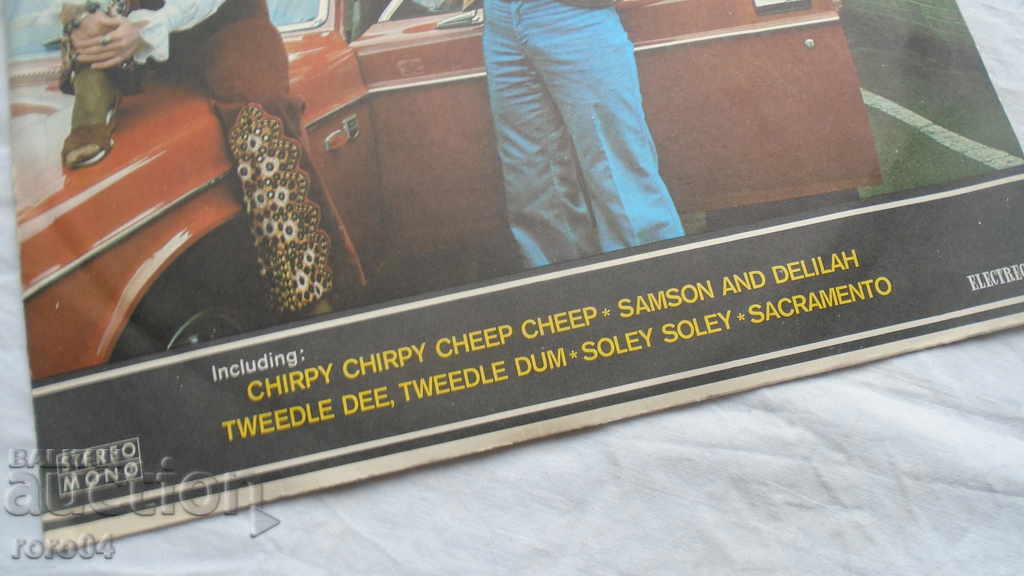 Including:
CHIRPY CHIRPY CHEEP CHEEP * SAMSON AND DELILAH
TWEEDLE DEE, TWEEDLE DUM * SOLEY SOLEY * SACRAMENTO
ELECTREC
STEREO
MONO
auction
roro04